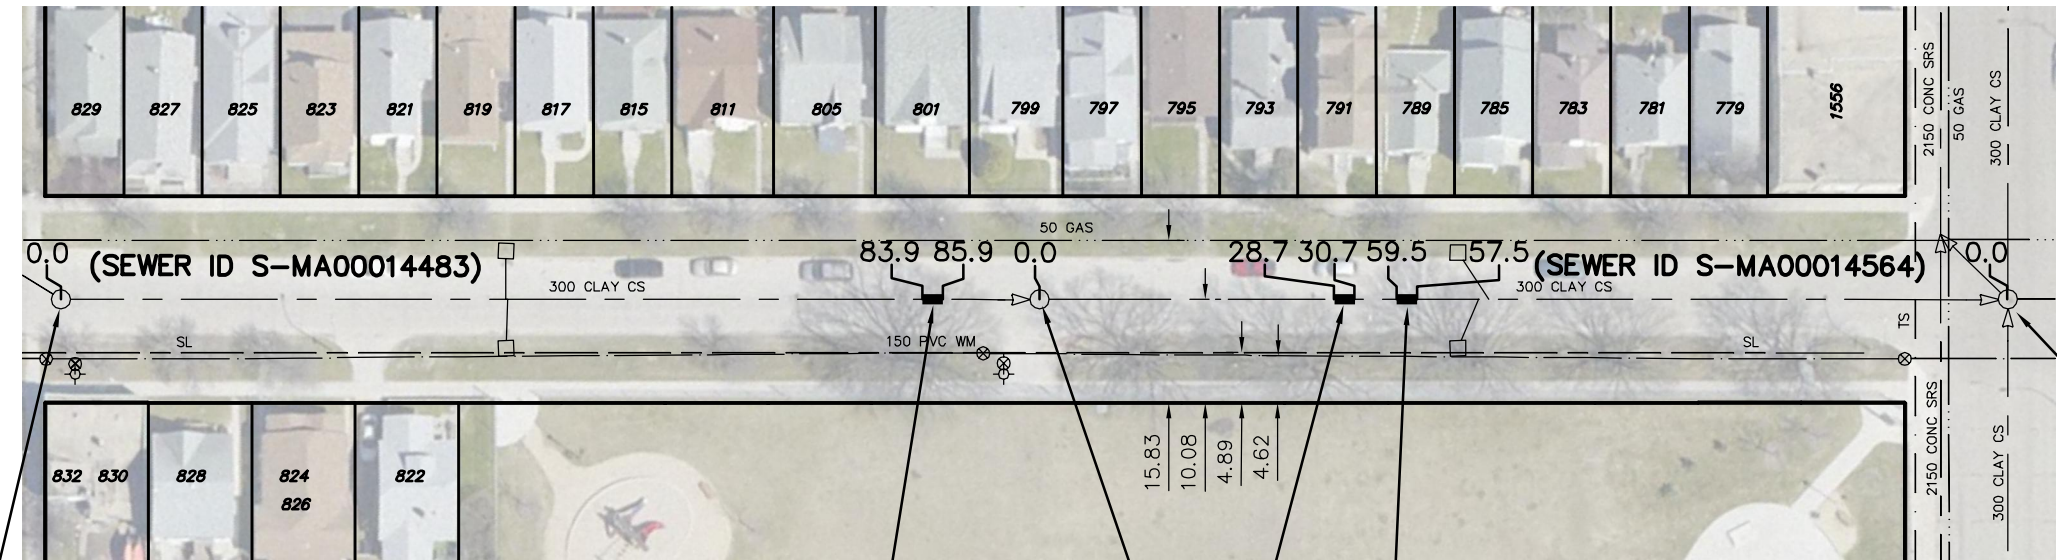 829 827 825 823 821 819 817 815 811 805 801 799 797 795 793 791 789 785 783 781 779 1556
2150 CONC SRS
50 GAS
300 CLAY CS
50 GAS
0.0 (SEWER ID S-MA00014483) 83.9 85.9 0.0 28.7 30.7 59.5 57.5 (SEWER ID S-MA00014564) 0.0
300 CLAY CS 300 CLAY CS
TS
SL 150 PVC WM SL
15.83
10.08
4.89
4.62
2150 CONC SRS
300 CLAY CS
832 830 828 824 822
826